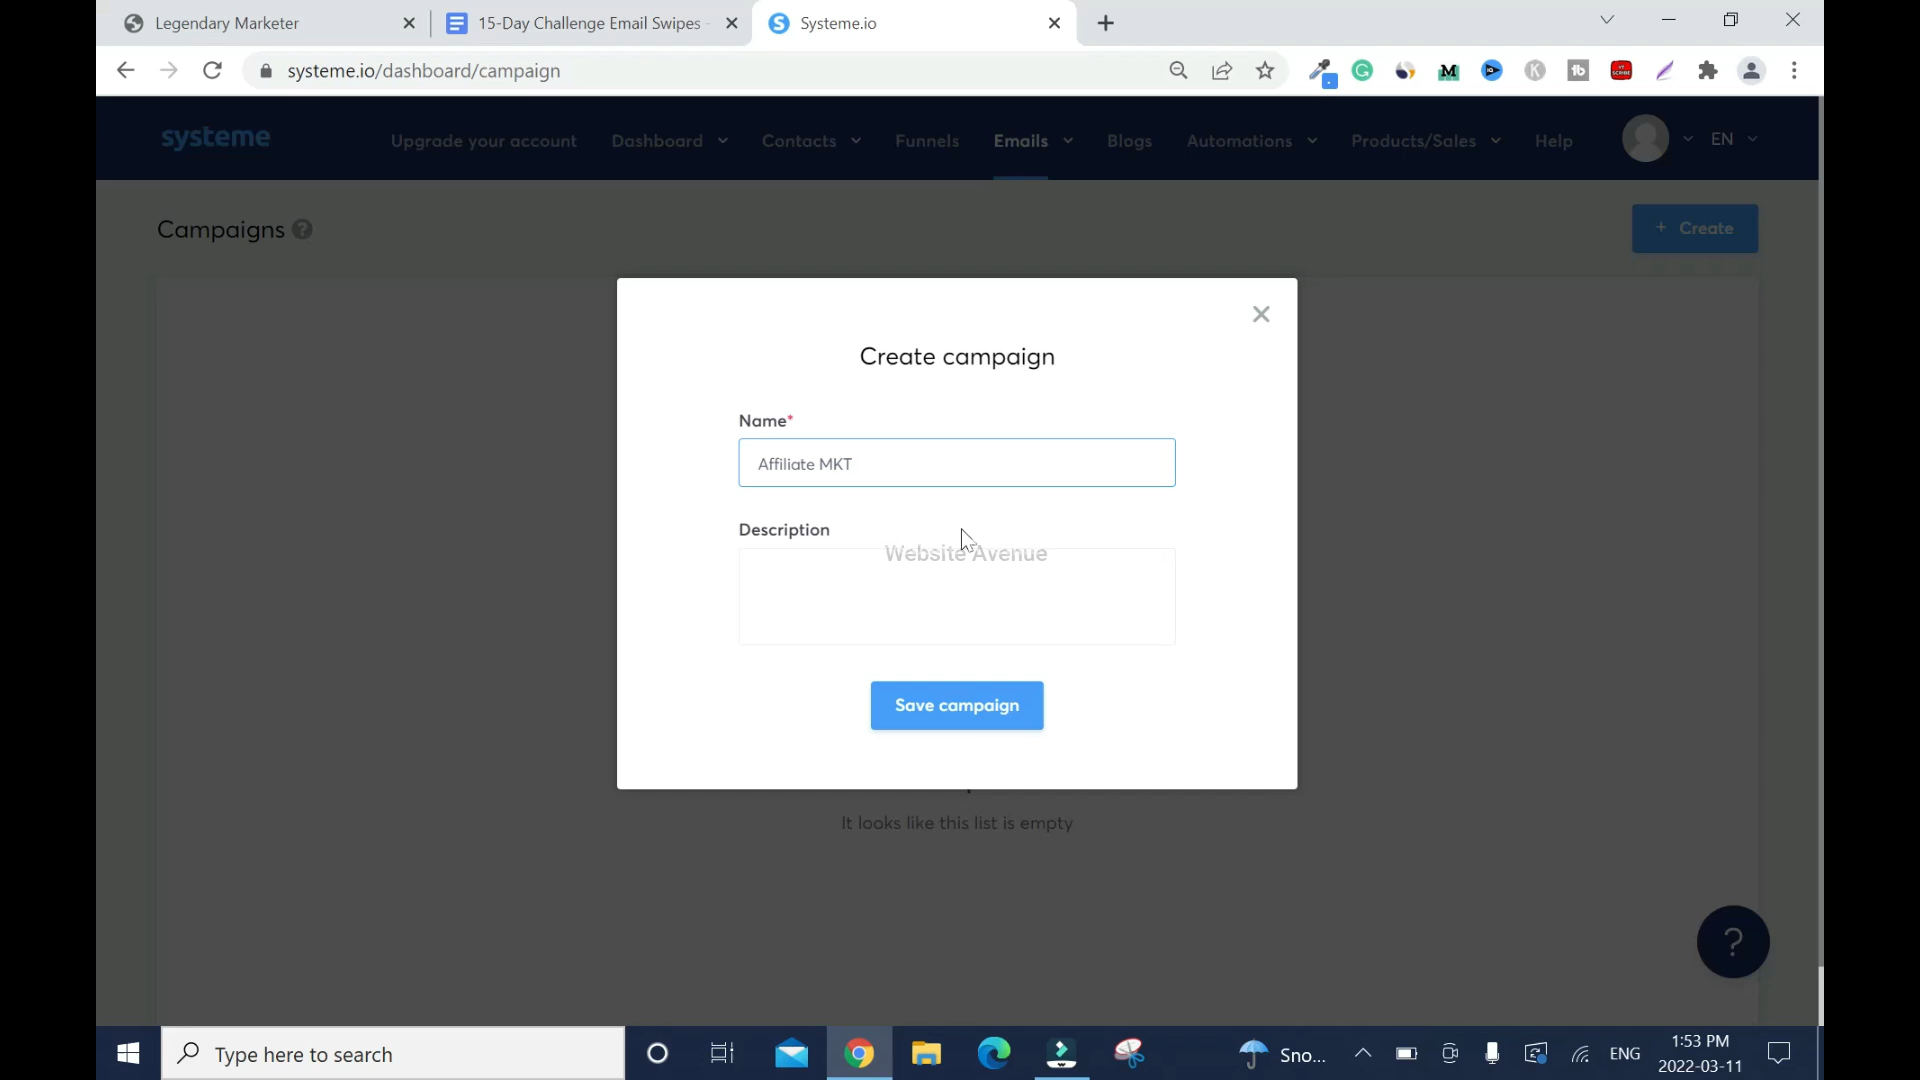 Legendary Marketer
15-Day Challenge Email Swipes
Systeme.io
systeme.io/dashboard/campaign
systeme
Upgrade your account
Dashboard
Contacts
Funnels
Emails
Blogs
Automations
Products/Sales
Help
EN
Campaigns ?
+ Create
Create campaign
Name*
Affiliate MKT
Description
Website Avenue
Save campaign
It looks like this list is empty
?
Type here to search
Sno...
ENG
1:53 PM
2022-03-11